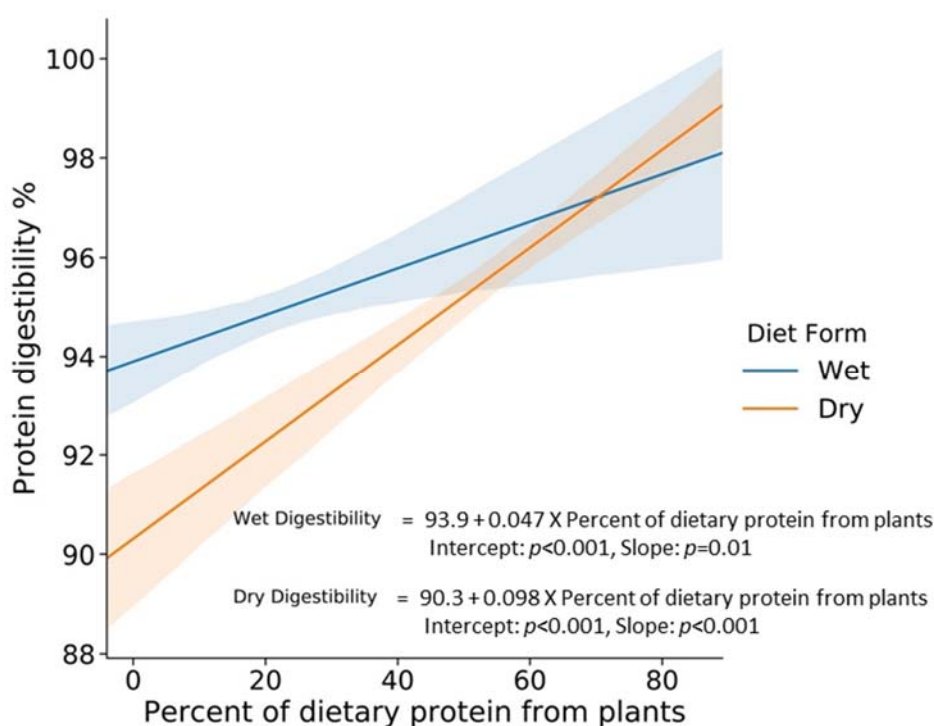 100
98
96
94
92
90
88
Protein digestibility %
Diet Form
Wet
Dry
Wet Digestibility = 93.9 + 0.047 X Percent of dietary protein from plants
Intercept: p<0.001, Slope: p=0.01
Dry Digestibility = 90.3 + 0.098 X Percent of dietary protein from plants
Intercept: p<0.001, Slope: p<0.001
0 20 40 60 80
Percent of dietary protein from plants